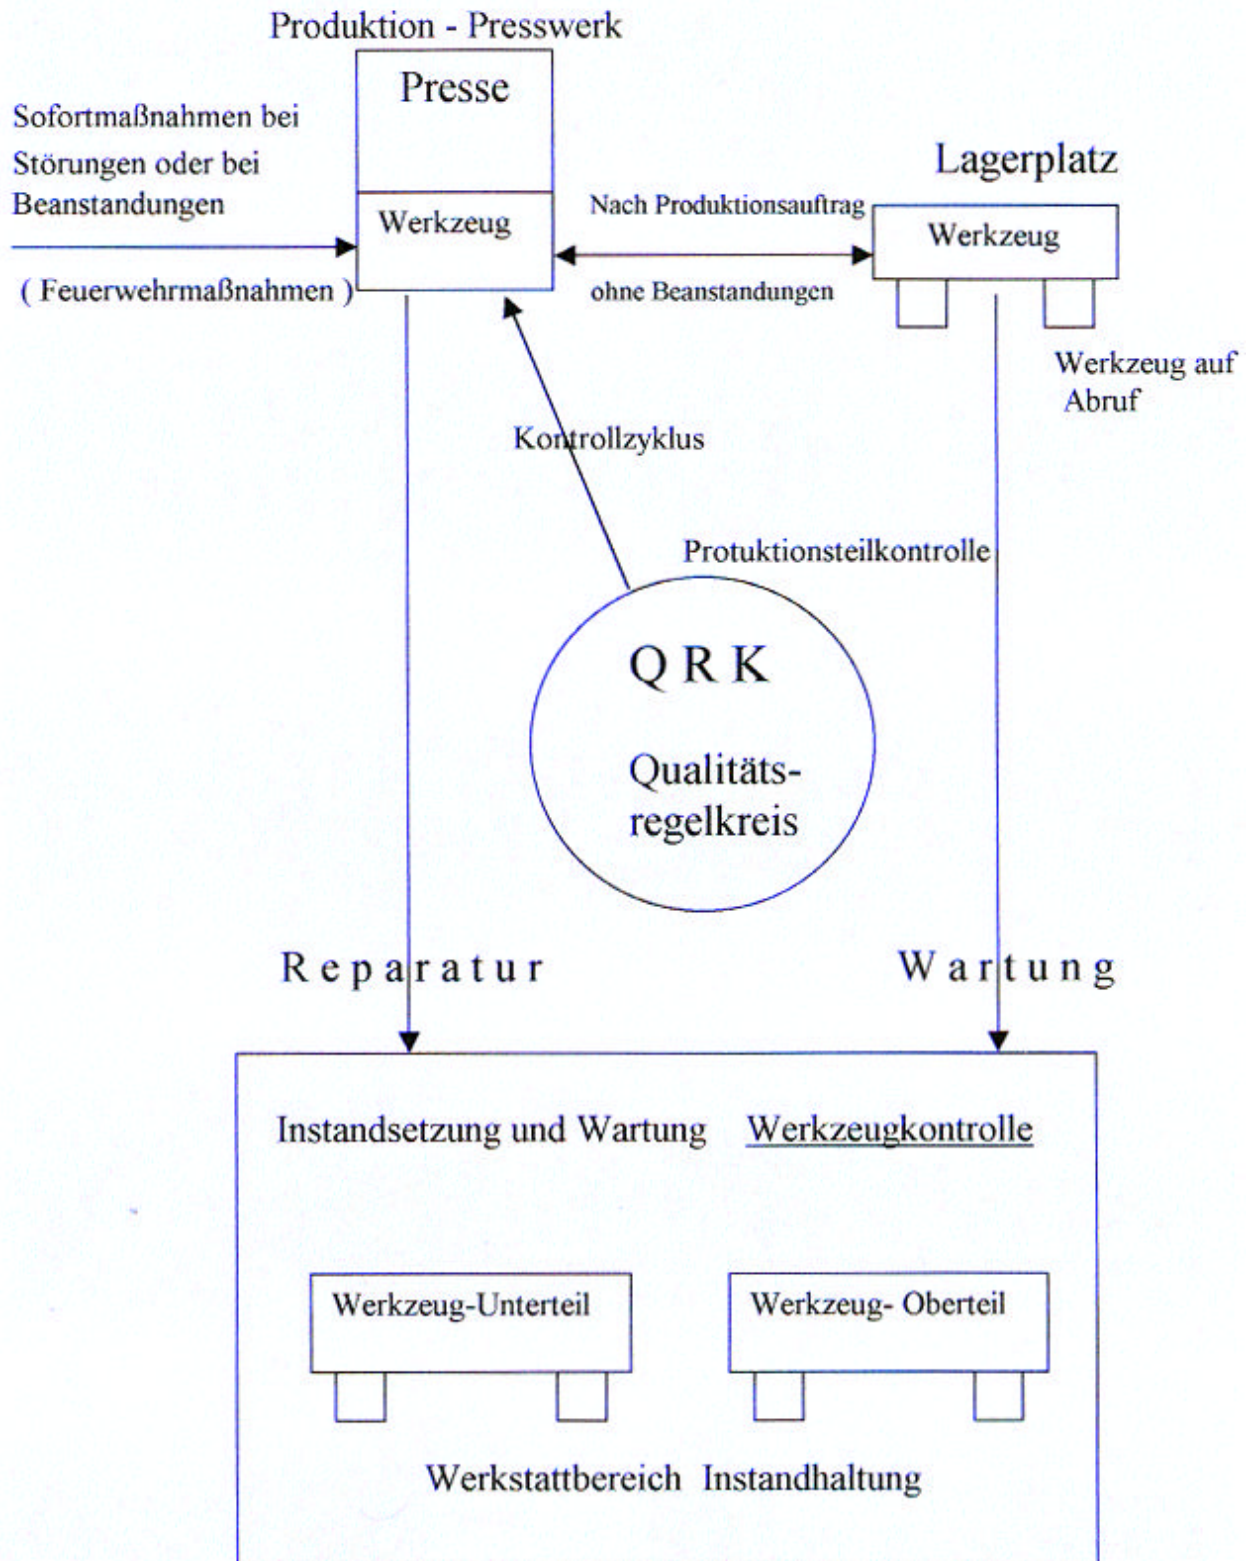 Produktion - Presswerk
Presse
Sofortmaßnahmen bei
Störungen oder bei
Beanstandungen
Lagerplatz
Werkzeug
Nach Produktionsauftrag
Werkzeug
( Feuerwehrmaßnahmen )
ohne Beanstandungen
Werkzeug auf
Abruf
Kontrollzyklus
Protuktionsteilkontrolle
Q R K
Qualitäts-
regelkreis
R e p a r a t u r
W a r t u n g
Instandsetzung und Wartung
Werkzeugkontrolle
Werkzeug-Unterteil
Werkzeug- Oberteil
Werkstattbereich Instandhaltung